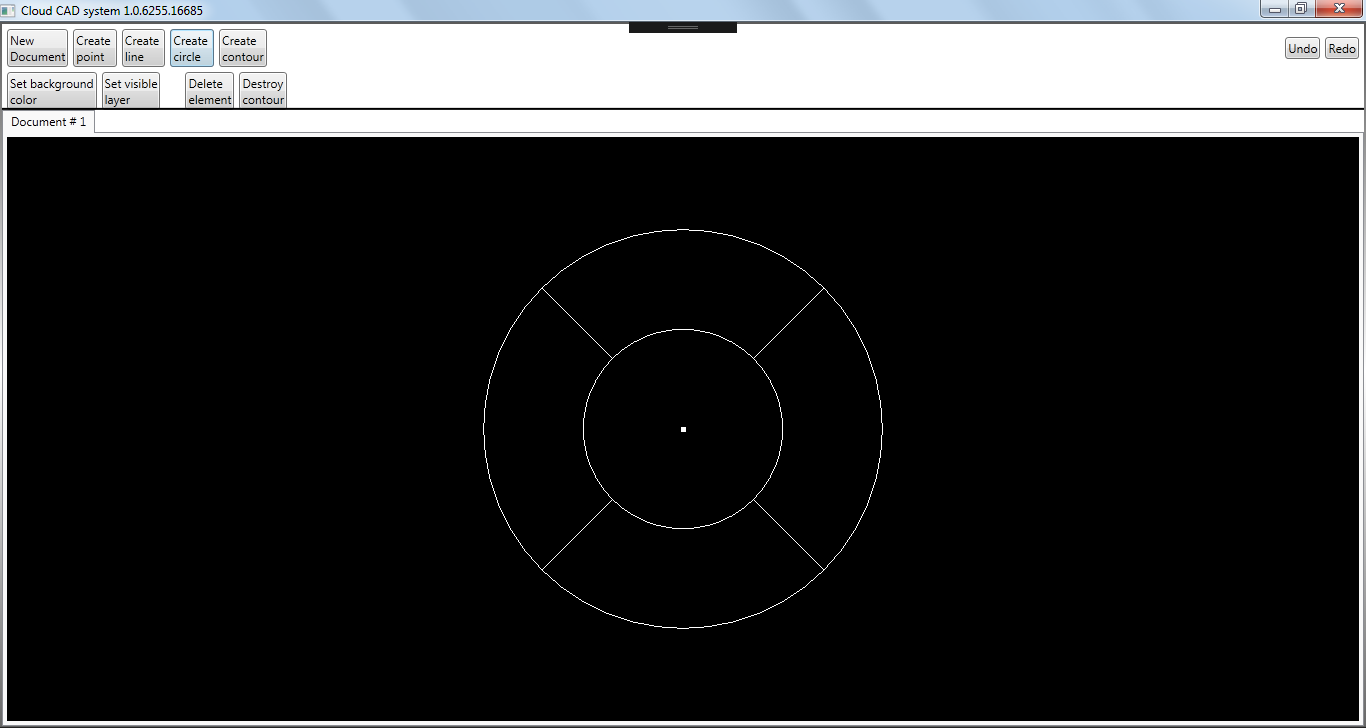 Cloud CAD system 1.0.6255.16685
New Document
Create point
Create line
Create circle
Create contour
Undo
Redo
Set background color
Set visible layer
Delete element
Destroy contour
Document # 1